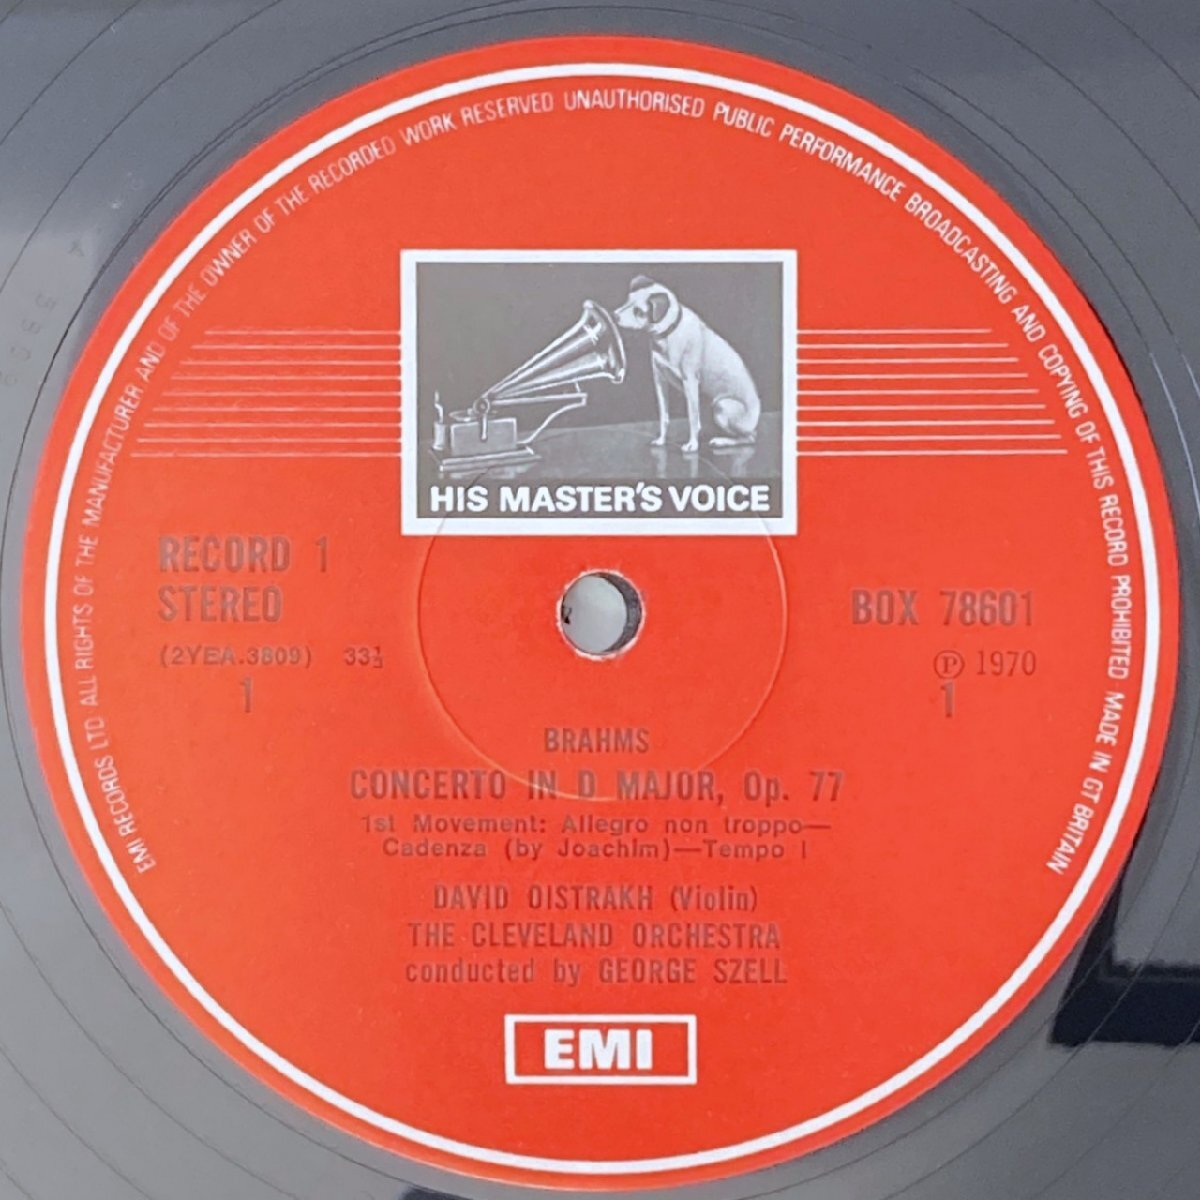 EMI RECORDS LTD ALL RIGHTS OF THE MANUFACTURER AND OF THE OWNER OF THE RECORDED WORK RESERVED UNAUTHORISED PUBLIC PERFORMANCE BROADCASTING AND COPYING OF THIS RECORD PROHIBITED MADE IN GT BRITAIN
HIS MASTER'S VOICE
RECORD 1
STEREO
(2YEA.3809) 33⅓
1
BOX 78601
℗ 1970
1
BRAHMS
CONCERTO IN D MAJOR, Op. 77
1st Movement: Allegro non troppo—
Cadenza (by Joachim)—Tempo I
DAVID OISTRAKH (Violin)
THE CLEVELAND ORCHESTRA
conducted by GEORGE SZELL
EMI